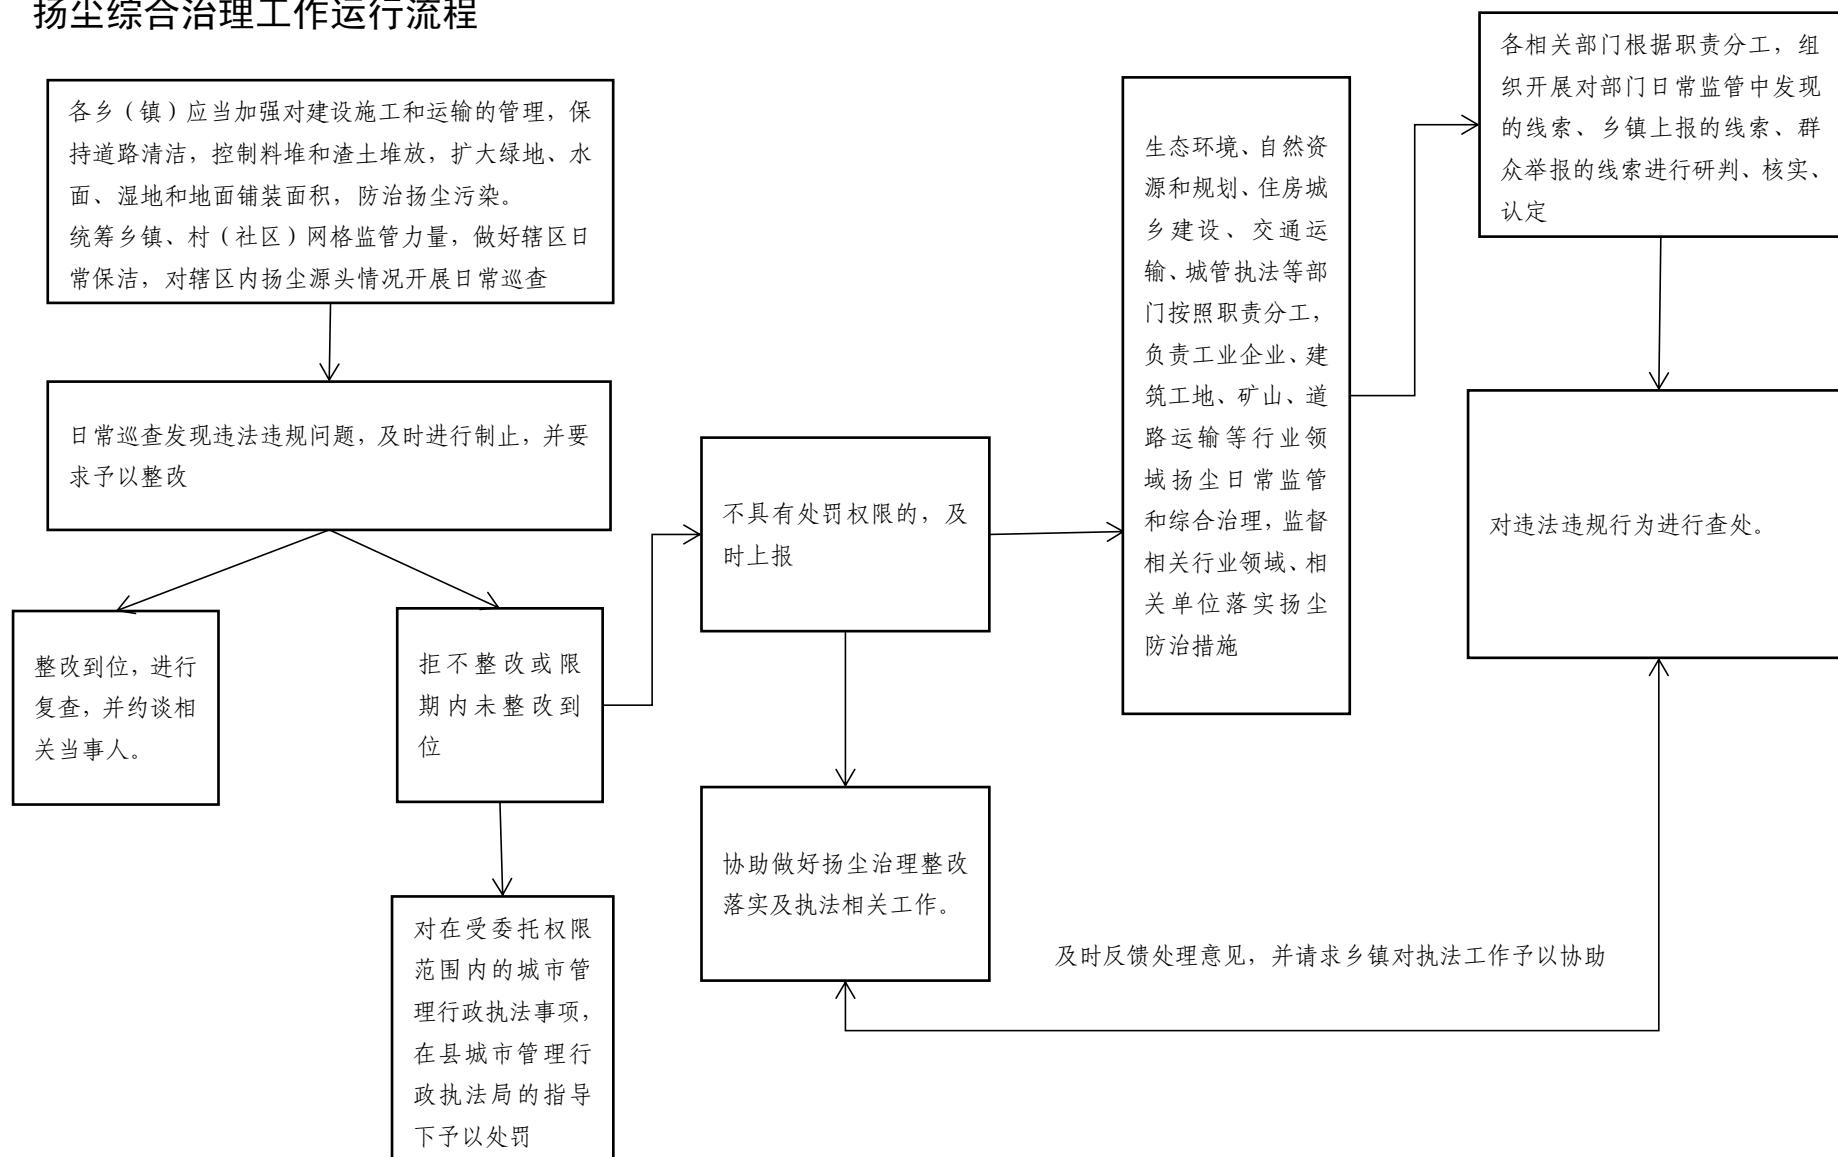 扬尘综合治理工作运行流程
各乡（镇）应当加强对建设施工和运输的管理，保
持道路清洁，控制料堆和渣土堆放，扩大绿地、水
面、湿地和地面铺装面积，防治扬尘污染。
统筹乡镇、村（社区）网格监管力量，做好辖区日
常保洁，对辖区内扬尘源头情况开展日常巡查
日常巡查发现违法违规问题，及时进行制止，并要
求予以整改
整改到位，进行
复查，并约谈相
关当事人。
拒不整改或限
期内未整改到
位
对在受委托权限
范围内的城市管
理行政执法事项，
在县城市管理行
政执法局的指导
下予以处罚
不具有处罚权限的，及
时上报
协助做好扬尘治理整改
落实及执法相关工作。
生态环境、自然资
源和规划、住房城
乡建设、交通运
输、城管执法等部
门按照职责分工，
负责工业企业、建
筑工地、矿山、道
路运输等行业领
域扬尘日常监管
和综合治理，监督
相关行业领域、相
关单位落实扬尘
防治措施
各相关部门根据职责分工，组
织开展对部门日常监管中发现
的线索、乡镇上报的线索、群
众举报的线索进行研判、核实、
认定
对违法违规行为进行查处。
及时反馈处理意见，并请求乡镇对执法工作予以协助